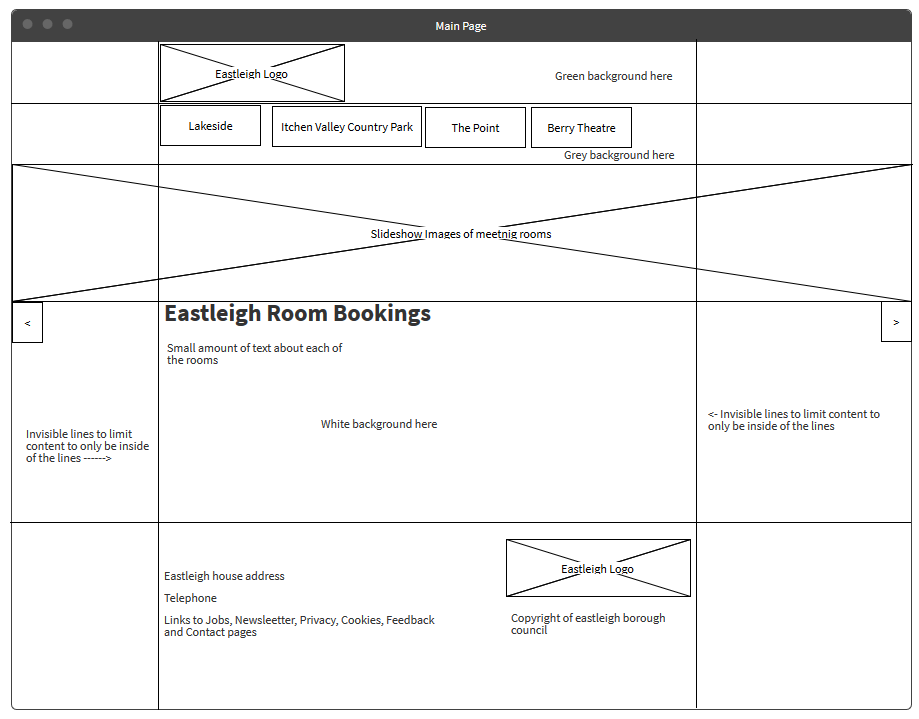 Main Page
Eastleigh Logo
Green background here
Lakeside
Itchen Valley Country Park
The Point
Berry Theatre
Grey background here
Slideshow Images of meetnig rooms
<
>
Eastleigh Room Bookings
Small amount of text about each of
the rooms
White background here
<- Invisible lines to limit content to
only be inside of the lines
Invisible lines to limit
content to only be inside
of the lines ------>
Eastleigh Logo
Eastleigh house address
Telephone
Links to Jobs, Newsleetter, Privacy, Cookies, Feedback
and Contact pages
Copyright of eastleigh borough
council